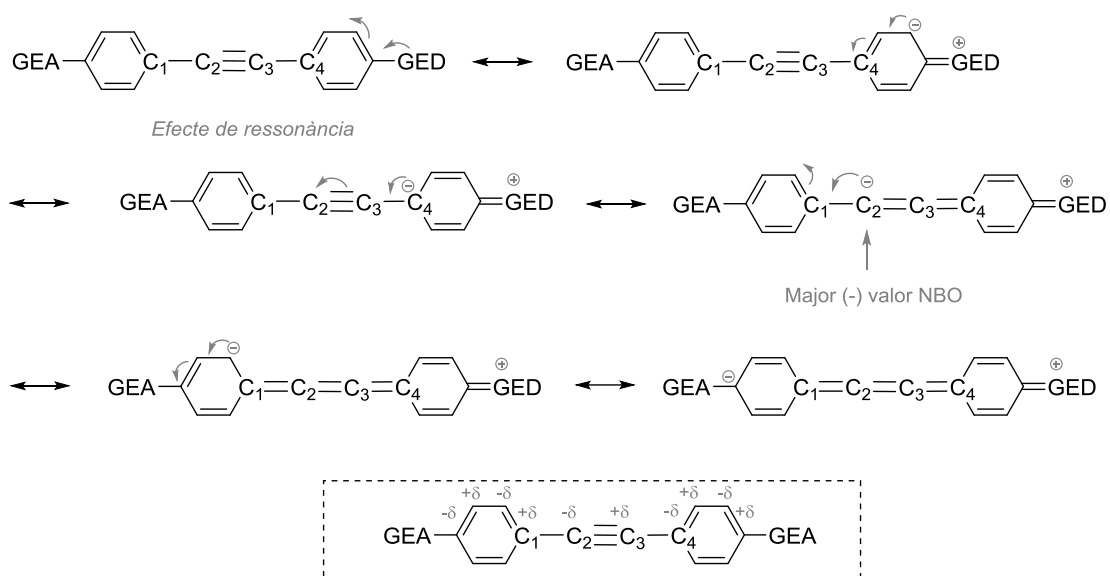 GEA C₁ C₂ C₃ C₄ GED GEA C₁ C₂ C₃ C₄ ⊖ ⊕ GED
Efecte de ressonància
GEA C₁ C₂ C₃ ⊖ C₄ ⊕ GED GEA C₁ ⊖ C₂ C₃ C₄ ⊕ GED
Major (-) valor NBO
GEA ⊖ C₁ C₂ C₃ C₄ ⊕ GED GEA ⊖ C₁ C₂ C₃ C₄ ⊕ GED
+δ -δ +δ -δ
-δ +δ -δ +δ -δ +δ
GEA C₁ C₂ C₃ C₄ GEA